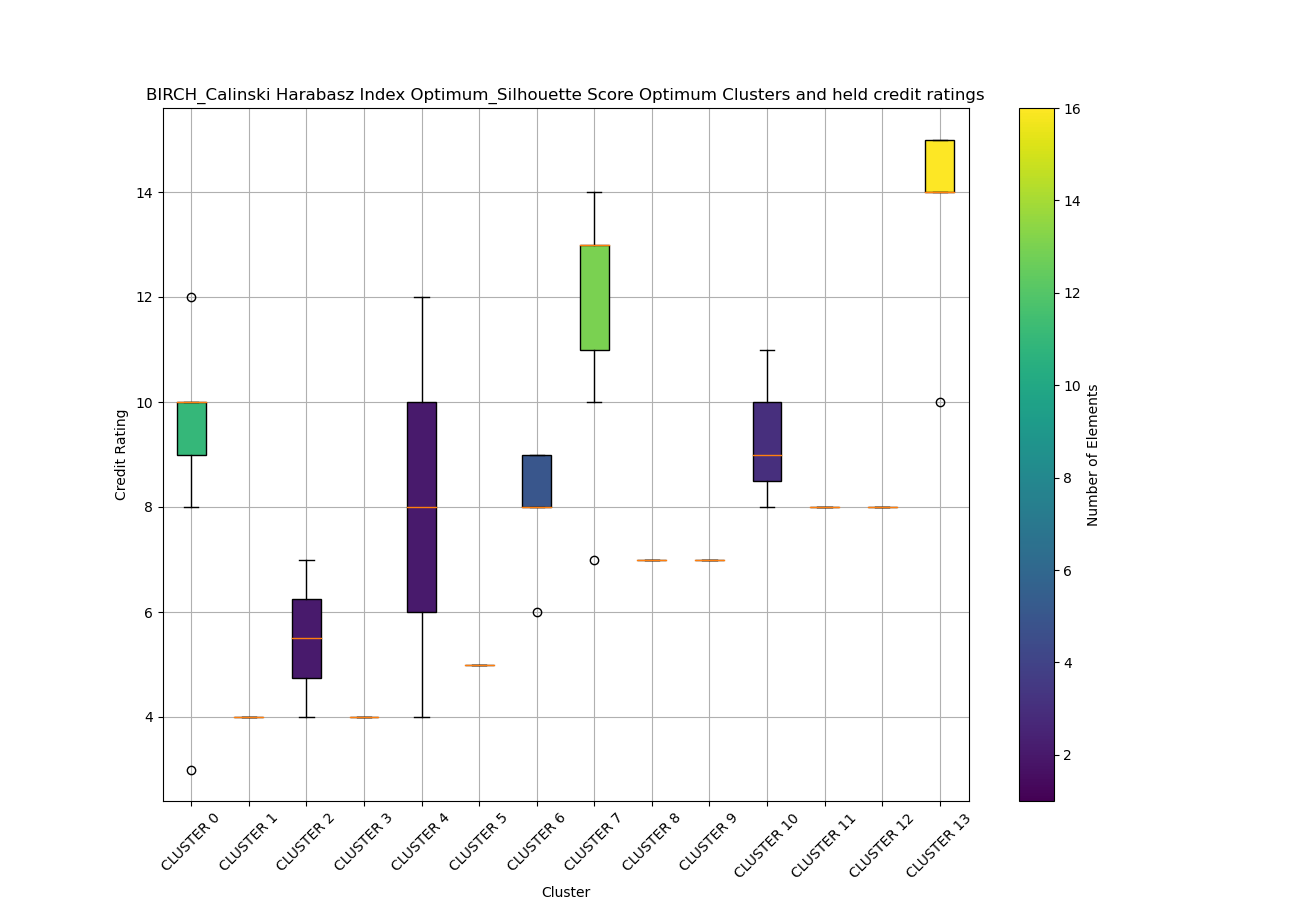 BIRCH_Calinski Harabasz Index Optimum_Silhouette Score Optimum Clusters and held credit ratings
14
12
10
8
6
4
Credit Rating
CLUSTER 0
CLUSTER 1
CLUSTER 2
CLUSTER 3
CLUSTER 4
CLUSTER 5
CLUSTER 6
CLUSTER 7
CLUSTER 8
CLUSTER 9
CLUSTER 10
CLUSTER 11
CLUSTER 12
CLUSTER 13
Cluster
16
14
12
10
8
6
4
2
Number of Elements